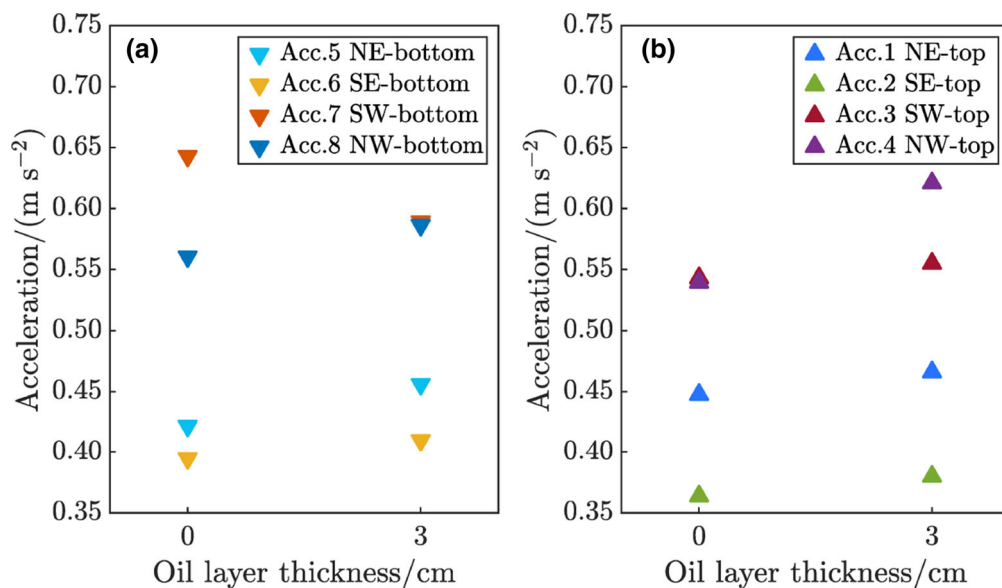 (a)
Acc.5 NE-bottom
Acc.6 SE-bottom
Acc.7 SW-bottom
Acc.8 NW-bottom
Acceleration/(m s⁻²)
0.75
0.70
0.65
0.60
0.55
0.50
0.45
0.40
0.35
0
3
Oil layer thickness/cm
(b)
Acc.1 NE-top
Acc.2 SE-top
Acc.3 SW-top
Acc.4 NW-top
Acceleration/(m s⁻²)
0.75
0.70
0.65
0.60
0.55
0.50
0.45
0.40
0.35
0
3
Oil layer thickness/cm